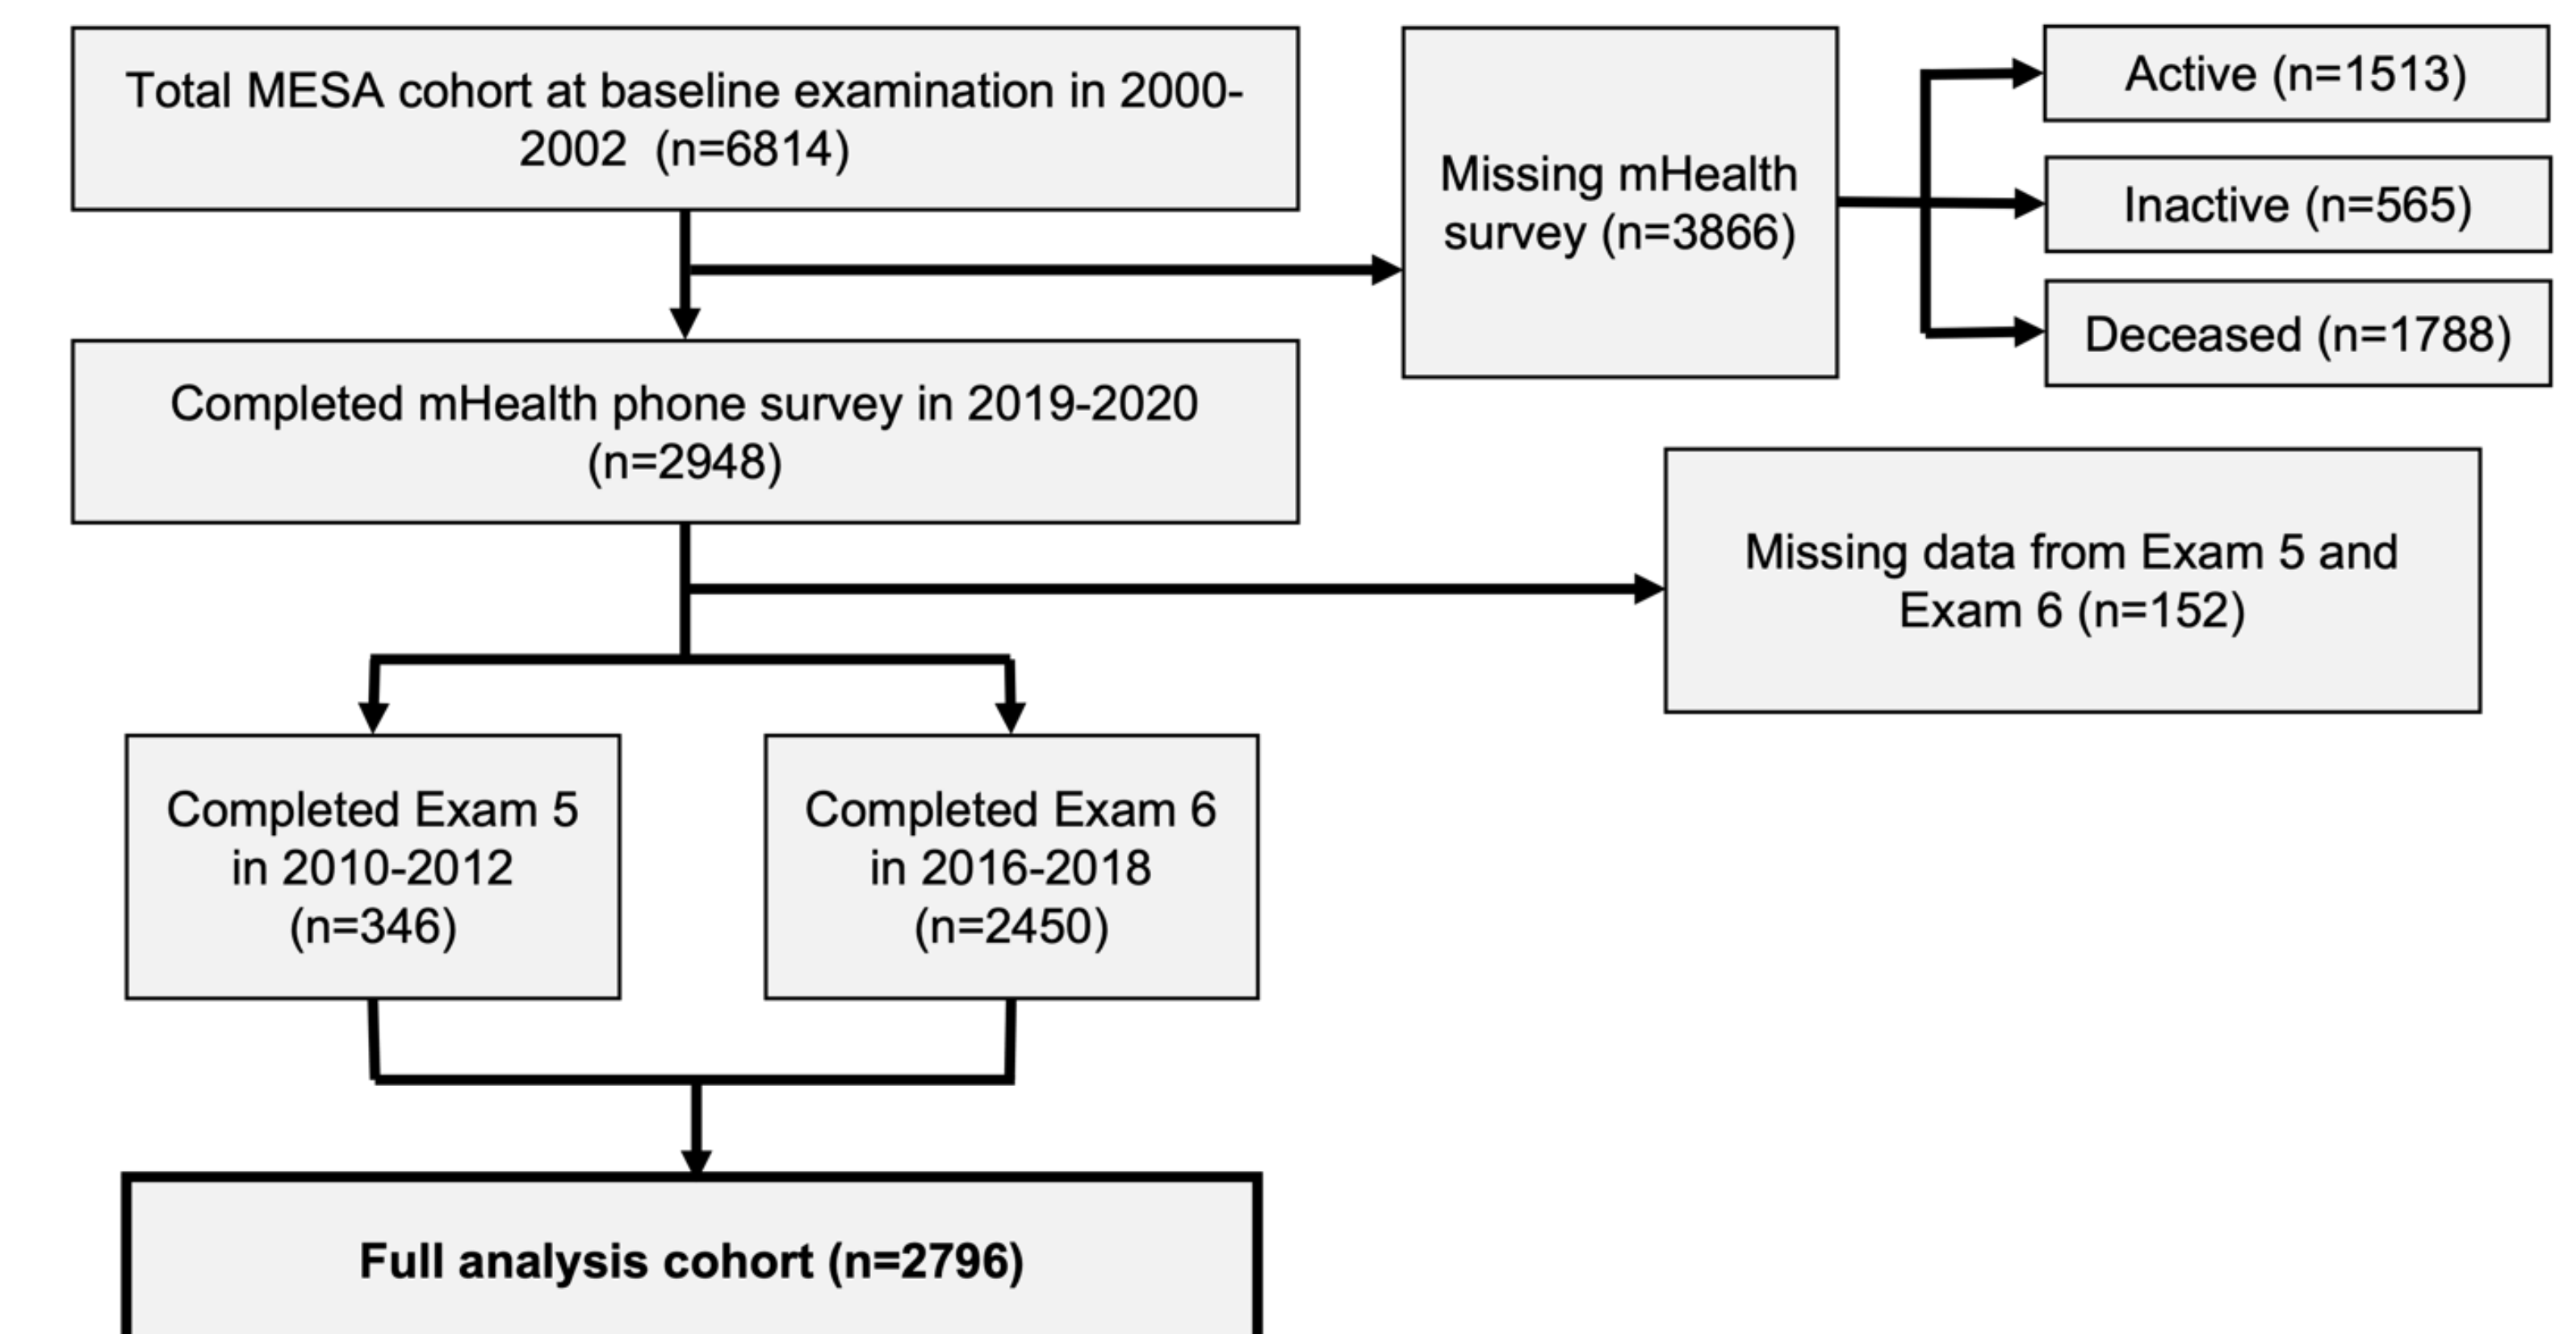 Total MESA cohort at baseline examination in 2000-
2002 (n=6814)
Missing mHealth
survey (n=3866)
Active (n=1513)
Inactive (n=565)
Deceased (n=1788)
Completed mHealth phone survey in 2019-2020
(n=2948)
Missing data from Exam 5 and
Exam 6 (n=152)
Completed Exam 5
in 2010-2012
(n=346)
Completed Exam 6
in 2016-2018
(n=2450)
Full analysis cohort (n=2796)